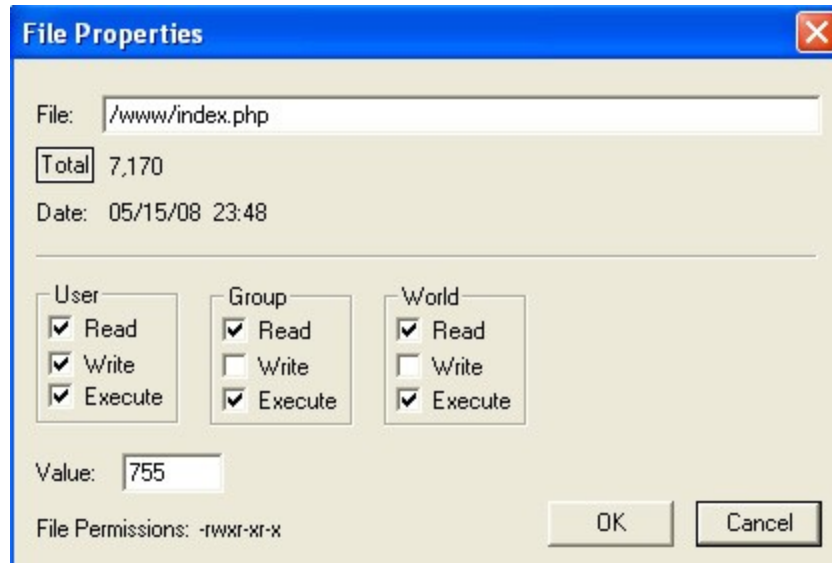 File Properties
File: /www/index.php
Total 7,170
Date: 05/15/08 23:48
User Group World
Read Read Read
Write Write Write
Execute Execute Execute
Value: 755
File Permissions: -rwxr-xr-x OK Cancel